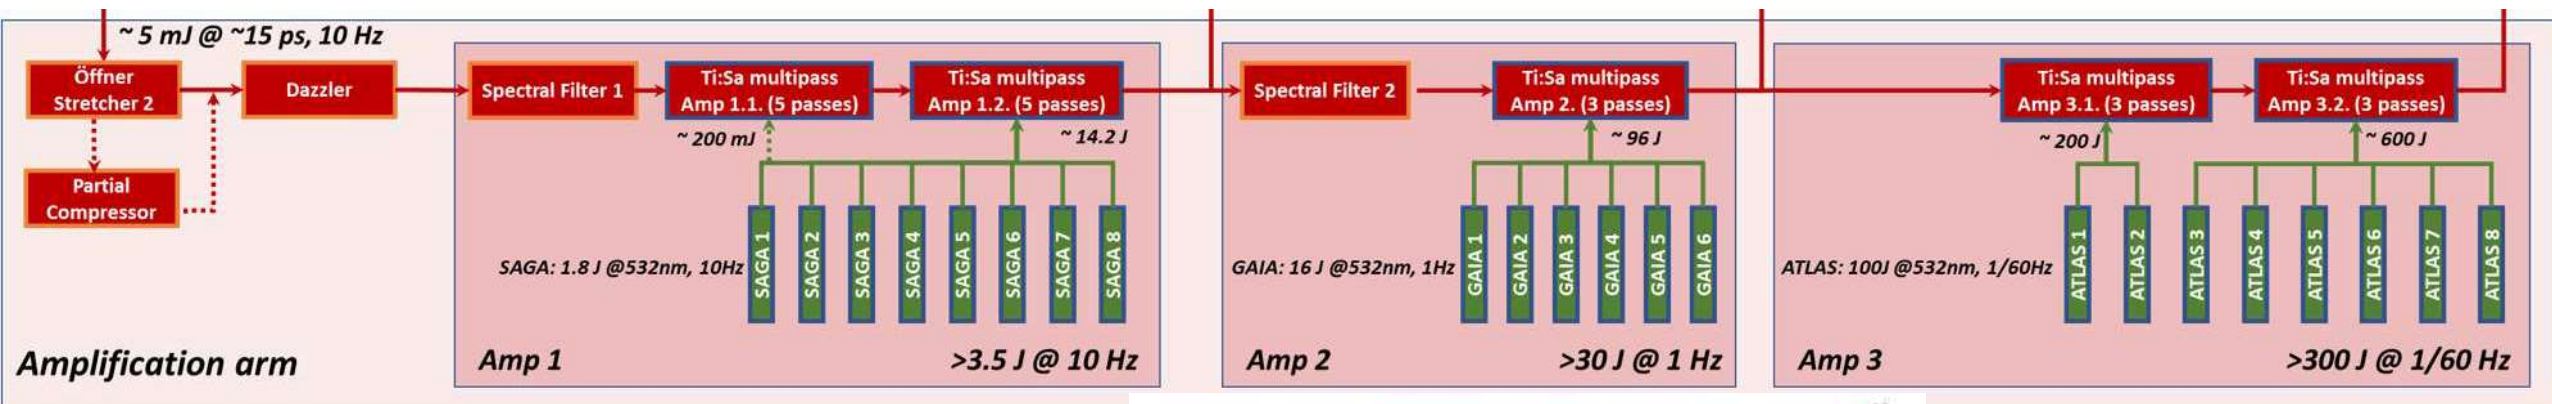 ~ 5 mJ @ ~15 ps, 10 Hz
Öffner
Stretcher 2
Dazzler
Partial
Compressor
Amplification arm
Spectral Filter 1
Ti:Sa multipass
Amp 1.1. (5 passes)
Ti:Sa multipass
Amp 1.2. (5 passes)
~ 200 mJ
~ 14.2 J
SAGA: 1.8 J @532nm, 10Hz
SAGA 1
SAGA 2
SAGA 3
SAGA 4
SAGA 5
SAGA 6
SAGA 7
SAGA 8
Amp 1
>3.5 J @ 10 Hz
Spectral Filter 2
Ti:Sa multipass
Amp 2. (3 passes)
~ 96 J
GAIA: 16 J @532nm, 1Hz
GAIA 1
GAIA 2
GAIA 3
GAIA 4
GAIA 5
GAIA 6
Amp 2
>30 J @ 1 Hz
Ti:Sa multipass
Amp 3.1. (3 passes)
Ti:Sa multipass
Amp 3.2. (3 passes)
~ 200 J
~ 600 J
ATLAS: 100J @532nm, 1/60Hz
ATLAS 1
ATLAS 2
ATLAS 3
ATLAS 4
ATLAS 5
ATLAS 6
ATLAS 7
ATLAS 8
Amp 3
>300 J @ 1/60 Hz